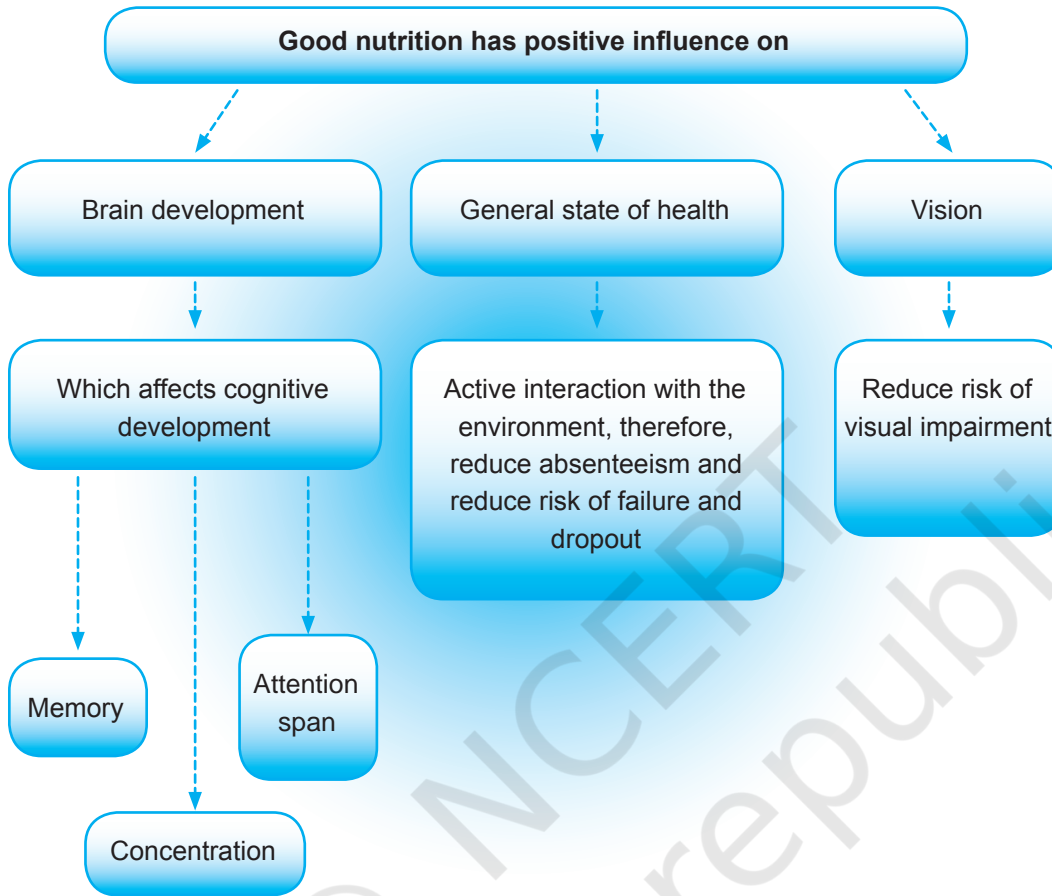 Good nutrition has positive influence on
Brain development
General state of health
Vision
Which affects cognitive
development
Active interaction with the
environment, therefore,
reduce absenteeism and
reduce risk of failure and
dropout
Reduce risk of
visual impairment
Memory
Attention
span
Concentration
© NCERT
republi